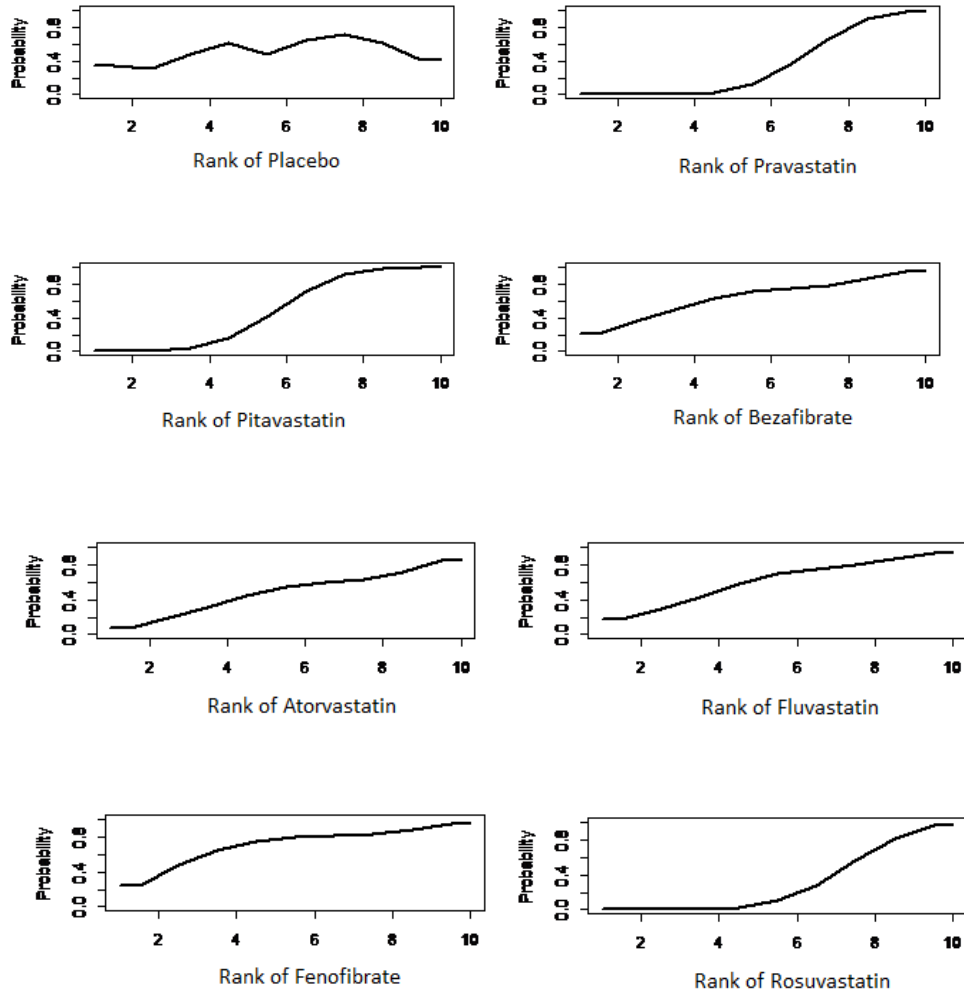 Probability
0.0 0.4 0.8
2 4 6 8 10
Rank of Placebo
Probability
0.0 0.4 0.8
2 4 6 8 10
Rank of Pravastatin
Probability
0.0 0.4 0.8
2 4 6 8 10
Rank of Pitavastatin
Probability
0.0 0.4 0.8
2 4 6 8 10
Rank of Bezafibrate
Probability
0.0 0.4 0.8
2 4 6 8 10
Rank of Atorvastatin
Probability
0.0 0.4 0.8
2 4 6 8 10
Rank of Fluvastatin
Probability
0.0 0.4 0.8
2 4 6 8 10
Rank of Fenofibrate
Probability
0.0 0.4 0.8
2 4 6 8 10
Rank of Rosuvastatin